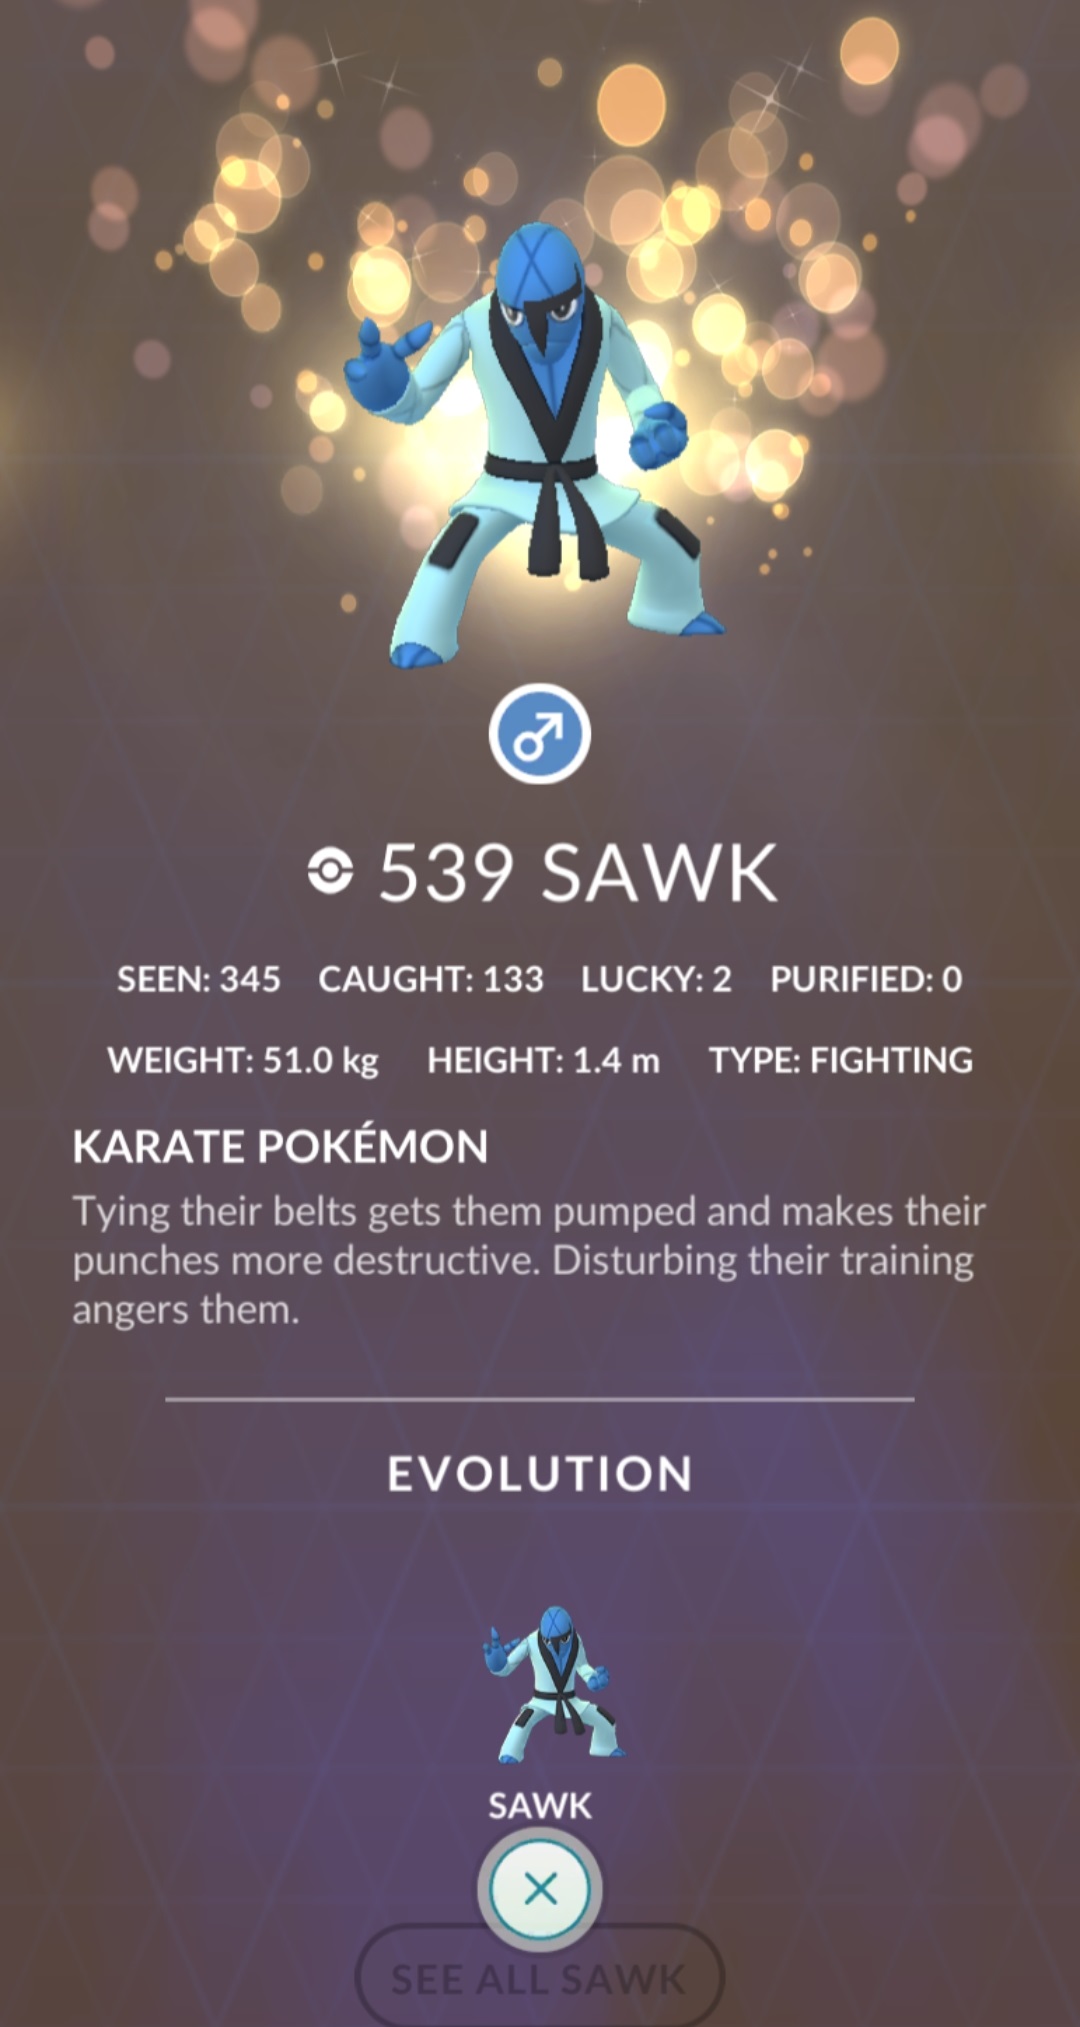 539 SAWK
SEEN: 345 CAUGHT: 133 LUCKY: 2 PURIFIED: 0
WEIGHT: 51.0 kg HEIGHT: 1.4 m TYPE: FIGHTING
KARATE POKÉMON
Tying their belts gets them pumped and makes their
punches more destructive. Disturbing their training
angers them.
EVOLUTION
SAWK
SEE ALL SAWK